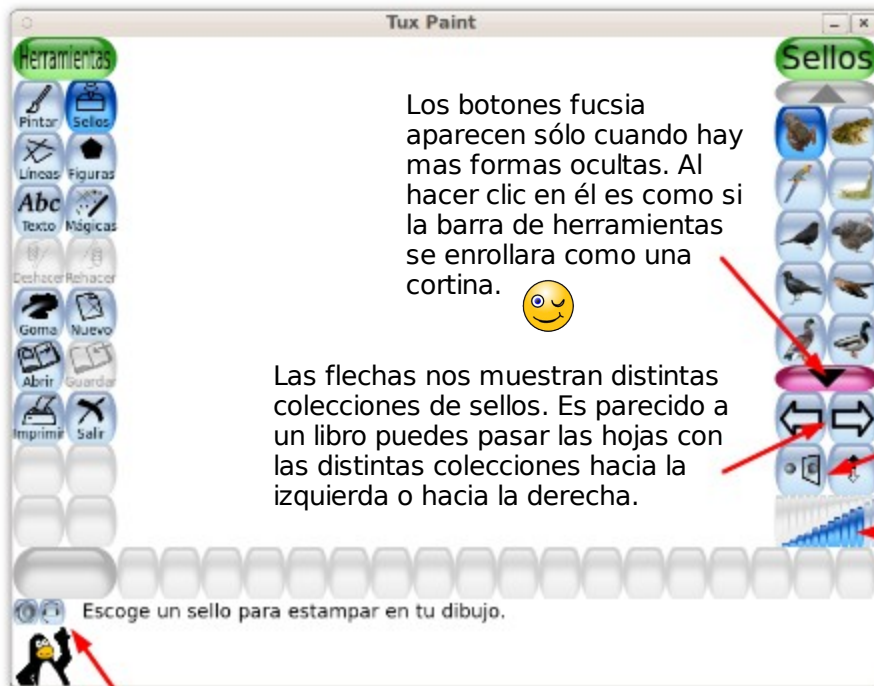 Tux Paint
Herramientas
Sellos
Pintar Sellos
Líneas Figuras
Abc
Texto Mágicas
Deshacer Rehacer
Goma Nuevo
Abrir Guardar
Imprimir Salir
Los botones fucsia
aparecen sólo cuando hay
mas formas ocultas. Al
hacer clic en él es como si
la barra de herramientas
se enrollara como una
cortina.
Las flechas nos muestran distintas
colecciones de sellos. Es parecido a
un libro puedes pasar las hojas con
las distintas colecciones hacia la
izquierda o hacia la derecha.
Escoge un sello para estampar en tu dibujo.